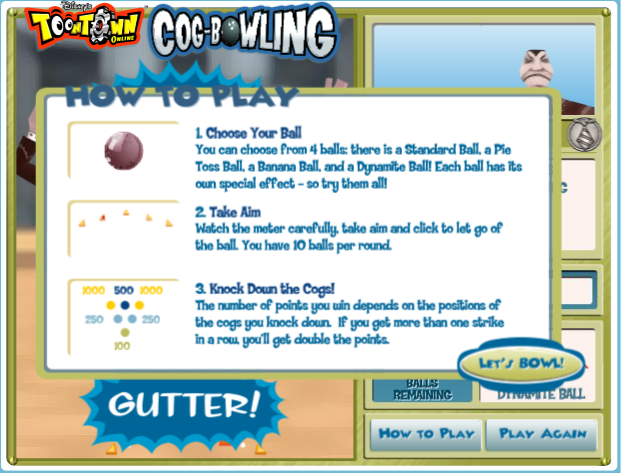 Disney's
TOONTOWN
ONLINE
COG-BOWLING
HOW TO PLAY
1. Choose Your Ball
You can choose from 4 balls: there is a Standard Ball, a Pie
Toss Ball, a Banana Ball, and a Dynamite Ball! Each ball has its
own special effect - so try them all!
2. Take Aim
Watch the meter carefully, take aim and click to let go of
the ball. You have 10 balls per round.
1000 500 1000
250 250
100
3. Knock Down the Cogs!
The number of points you win depends on the positions of
the cogs you knock down. If you get more than one strike
in a row, you'll get double the points.
LET'S BOWL!
BALLS
REMAINING
DYNAMITE BALL
GUTTER!
HOW TO PLAY
PLAY AGAIN